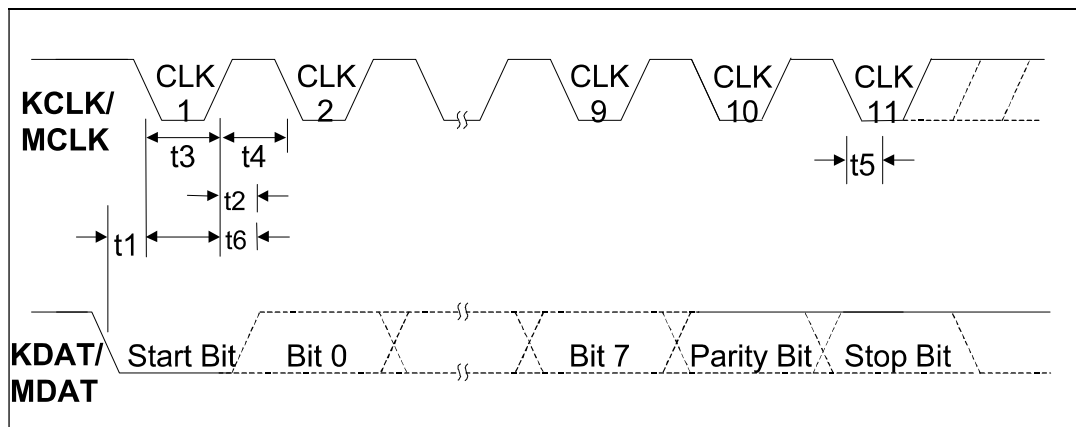 CLK
1
CLK
2
CLK
9
CLK
10
CLK
11
KCLK/
MCLK
t3
t4
t5
t2
t1
t6
KDAT/
MDAT
Start Bit
Bit 0
Bit 7
Parity Bit
Stop Bit